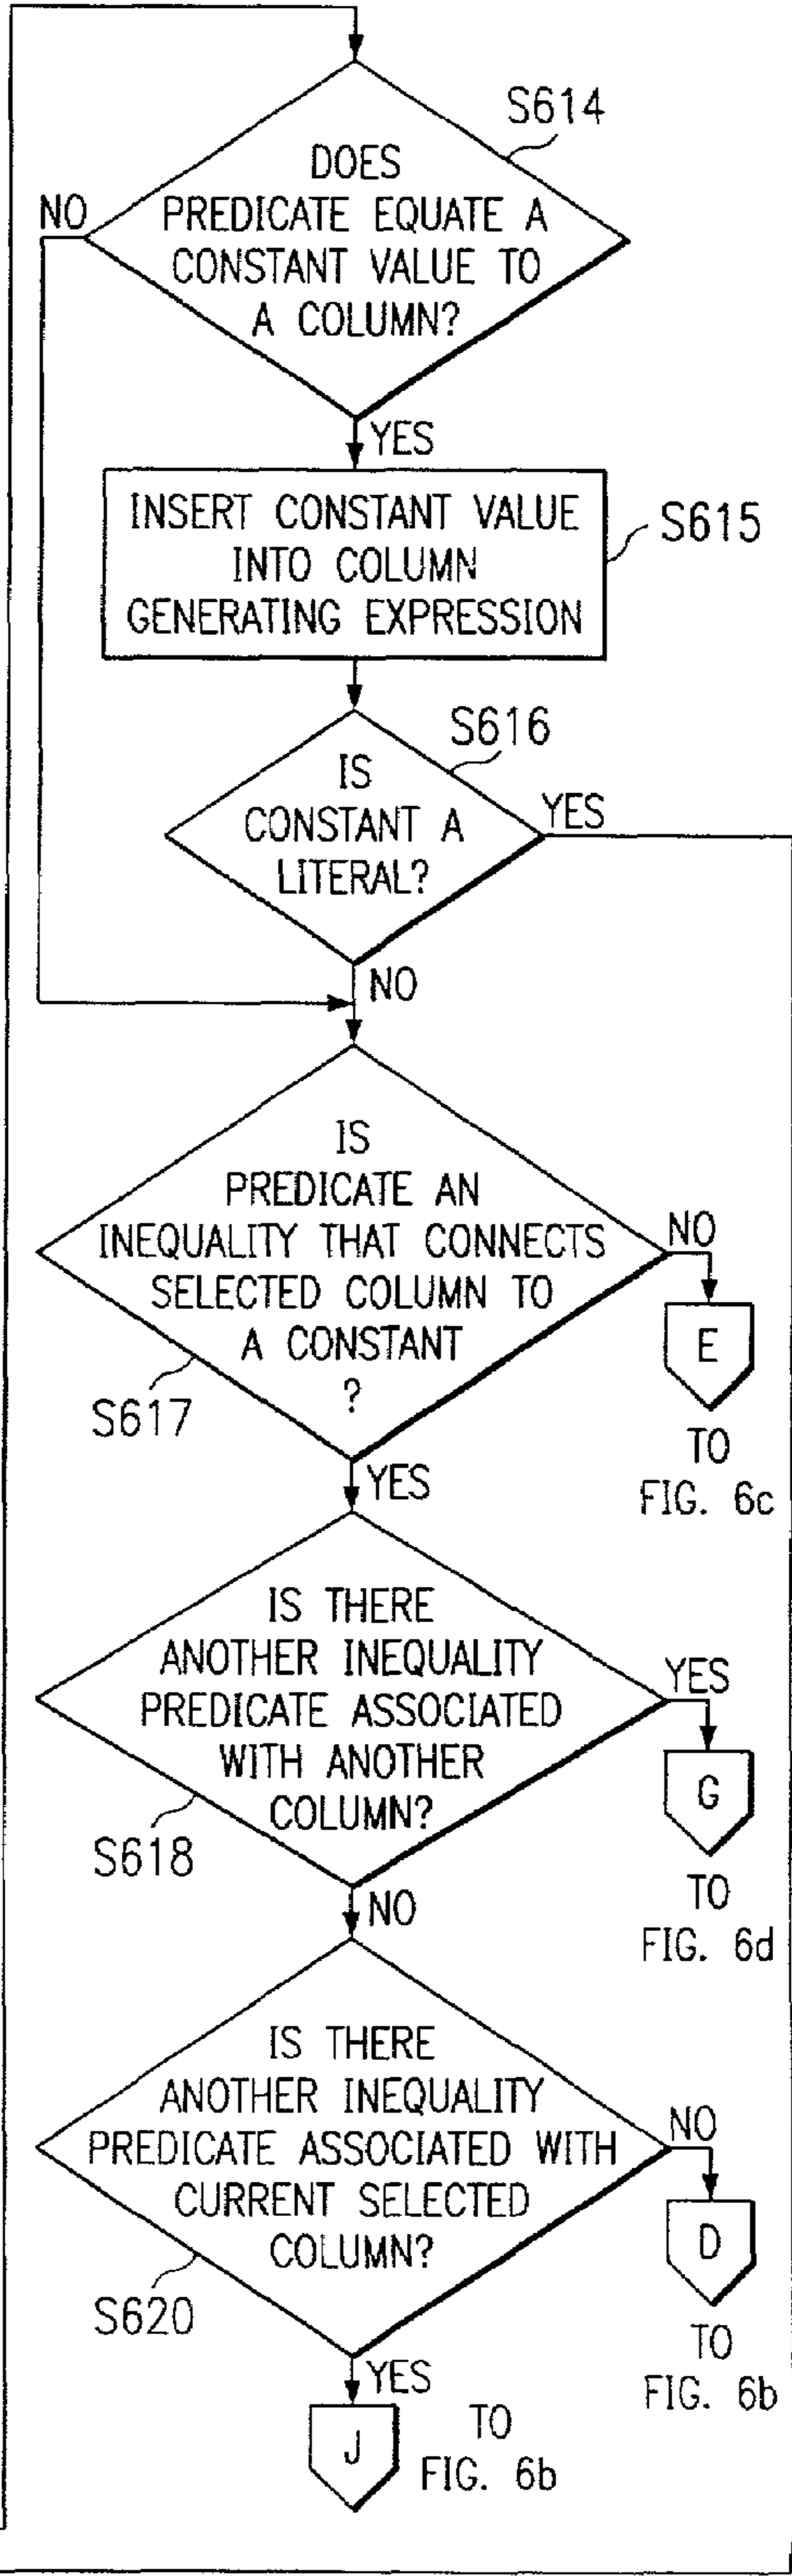 S614
DOES
PREDICATE EQUATE A
CONSTANT VALUE TO
A COLUMN?
NO
YES
INSERT CONSTANT VALUE
INTO COLUMN
GENERATING EXPRESSION
S615
S616
IS
CONSTANT A
LITERAL?
YES
NO
IS
PREDICATE AN
INEQUALITY THAT CONNECTS
SELECTED COLUMN TO
A CONSTANT
?
S617
NO
E
TO
FIG. 6c
YES
IS THERE
ANOTHER INEQUALITY
PREDICATE ASSOCIATED
WITH ANOTHER
COLUMN?
S618
YES
G
TO
FIG. 6d
NO
IS THERE
ANOTHER INEQUALITY
PREDICATE ASSOCIATED WITH
CURRENT SELECTED
COLUMN?
S620
NO
D
TO
FIG. 6b
YES
J
TO
FIG. 6b